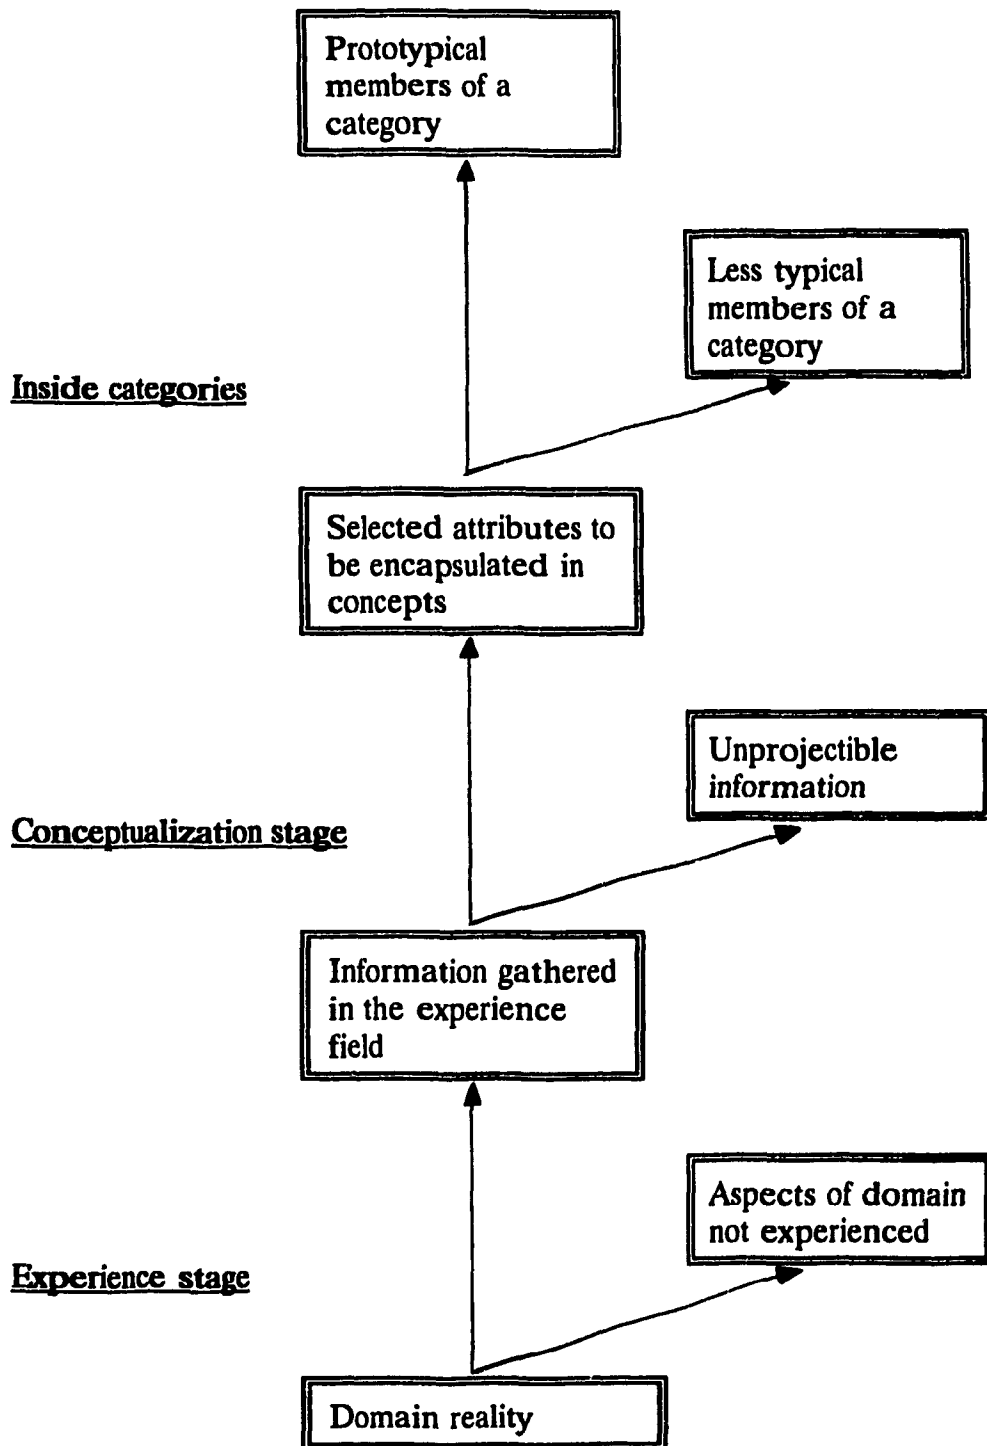 Prototypical
members of a
category
Less typical
members of a
category
Inside categories
Selected attributes to
be encapsulated in
concepts
Unprojectible
information
Conceptualization stage
Information gathered
in the experience
field
Aspects of domain
not experienced
Experience stage
Domain reality